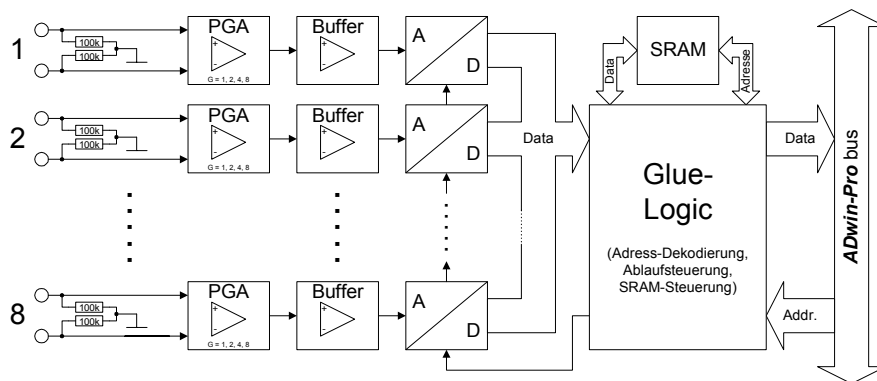 1
100k
100k
PGA
+
-
G = 1, 2, 4, 8
Buffer
+
-
A
D
2
100k
100k
PGA
+
-
G = 1, 2, 4, 8
Buffer
+
-
A
D
8
100k
100k
PGA
+
-
G = 1, 2, 4, 8
Buffer
+
-
A
D
Data
SRAM
Data
Adresse
Glue-
Logic
(Adress-Dekodierung,
Ablaufsteuerung,
SRAM-Steuerung)
Data
Addr.
ADwin-Pro bus